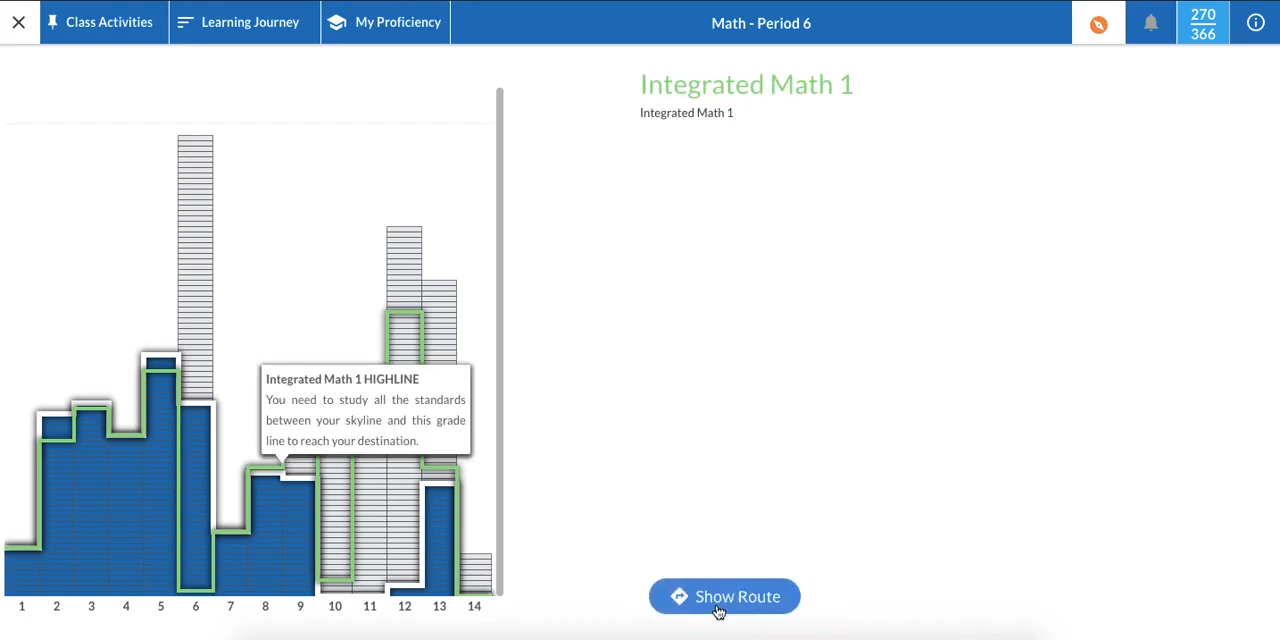 Class Activities
Learning Journey
My Proficiency
Math - Period 6
270
366
Integrated Math 1
Integrated Math 1
Integrated Math 1 HIGHLINE
You need to study all the standards
between your skyline and this grade
line to reach your destination.
Show Route
1 2 3 4 5 6 7 8 9 10 11 12 13 14